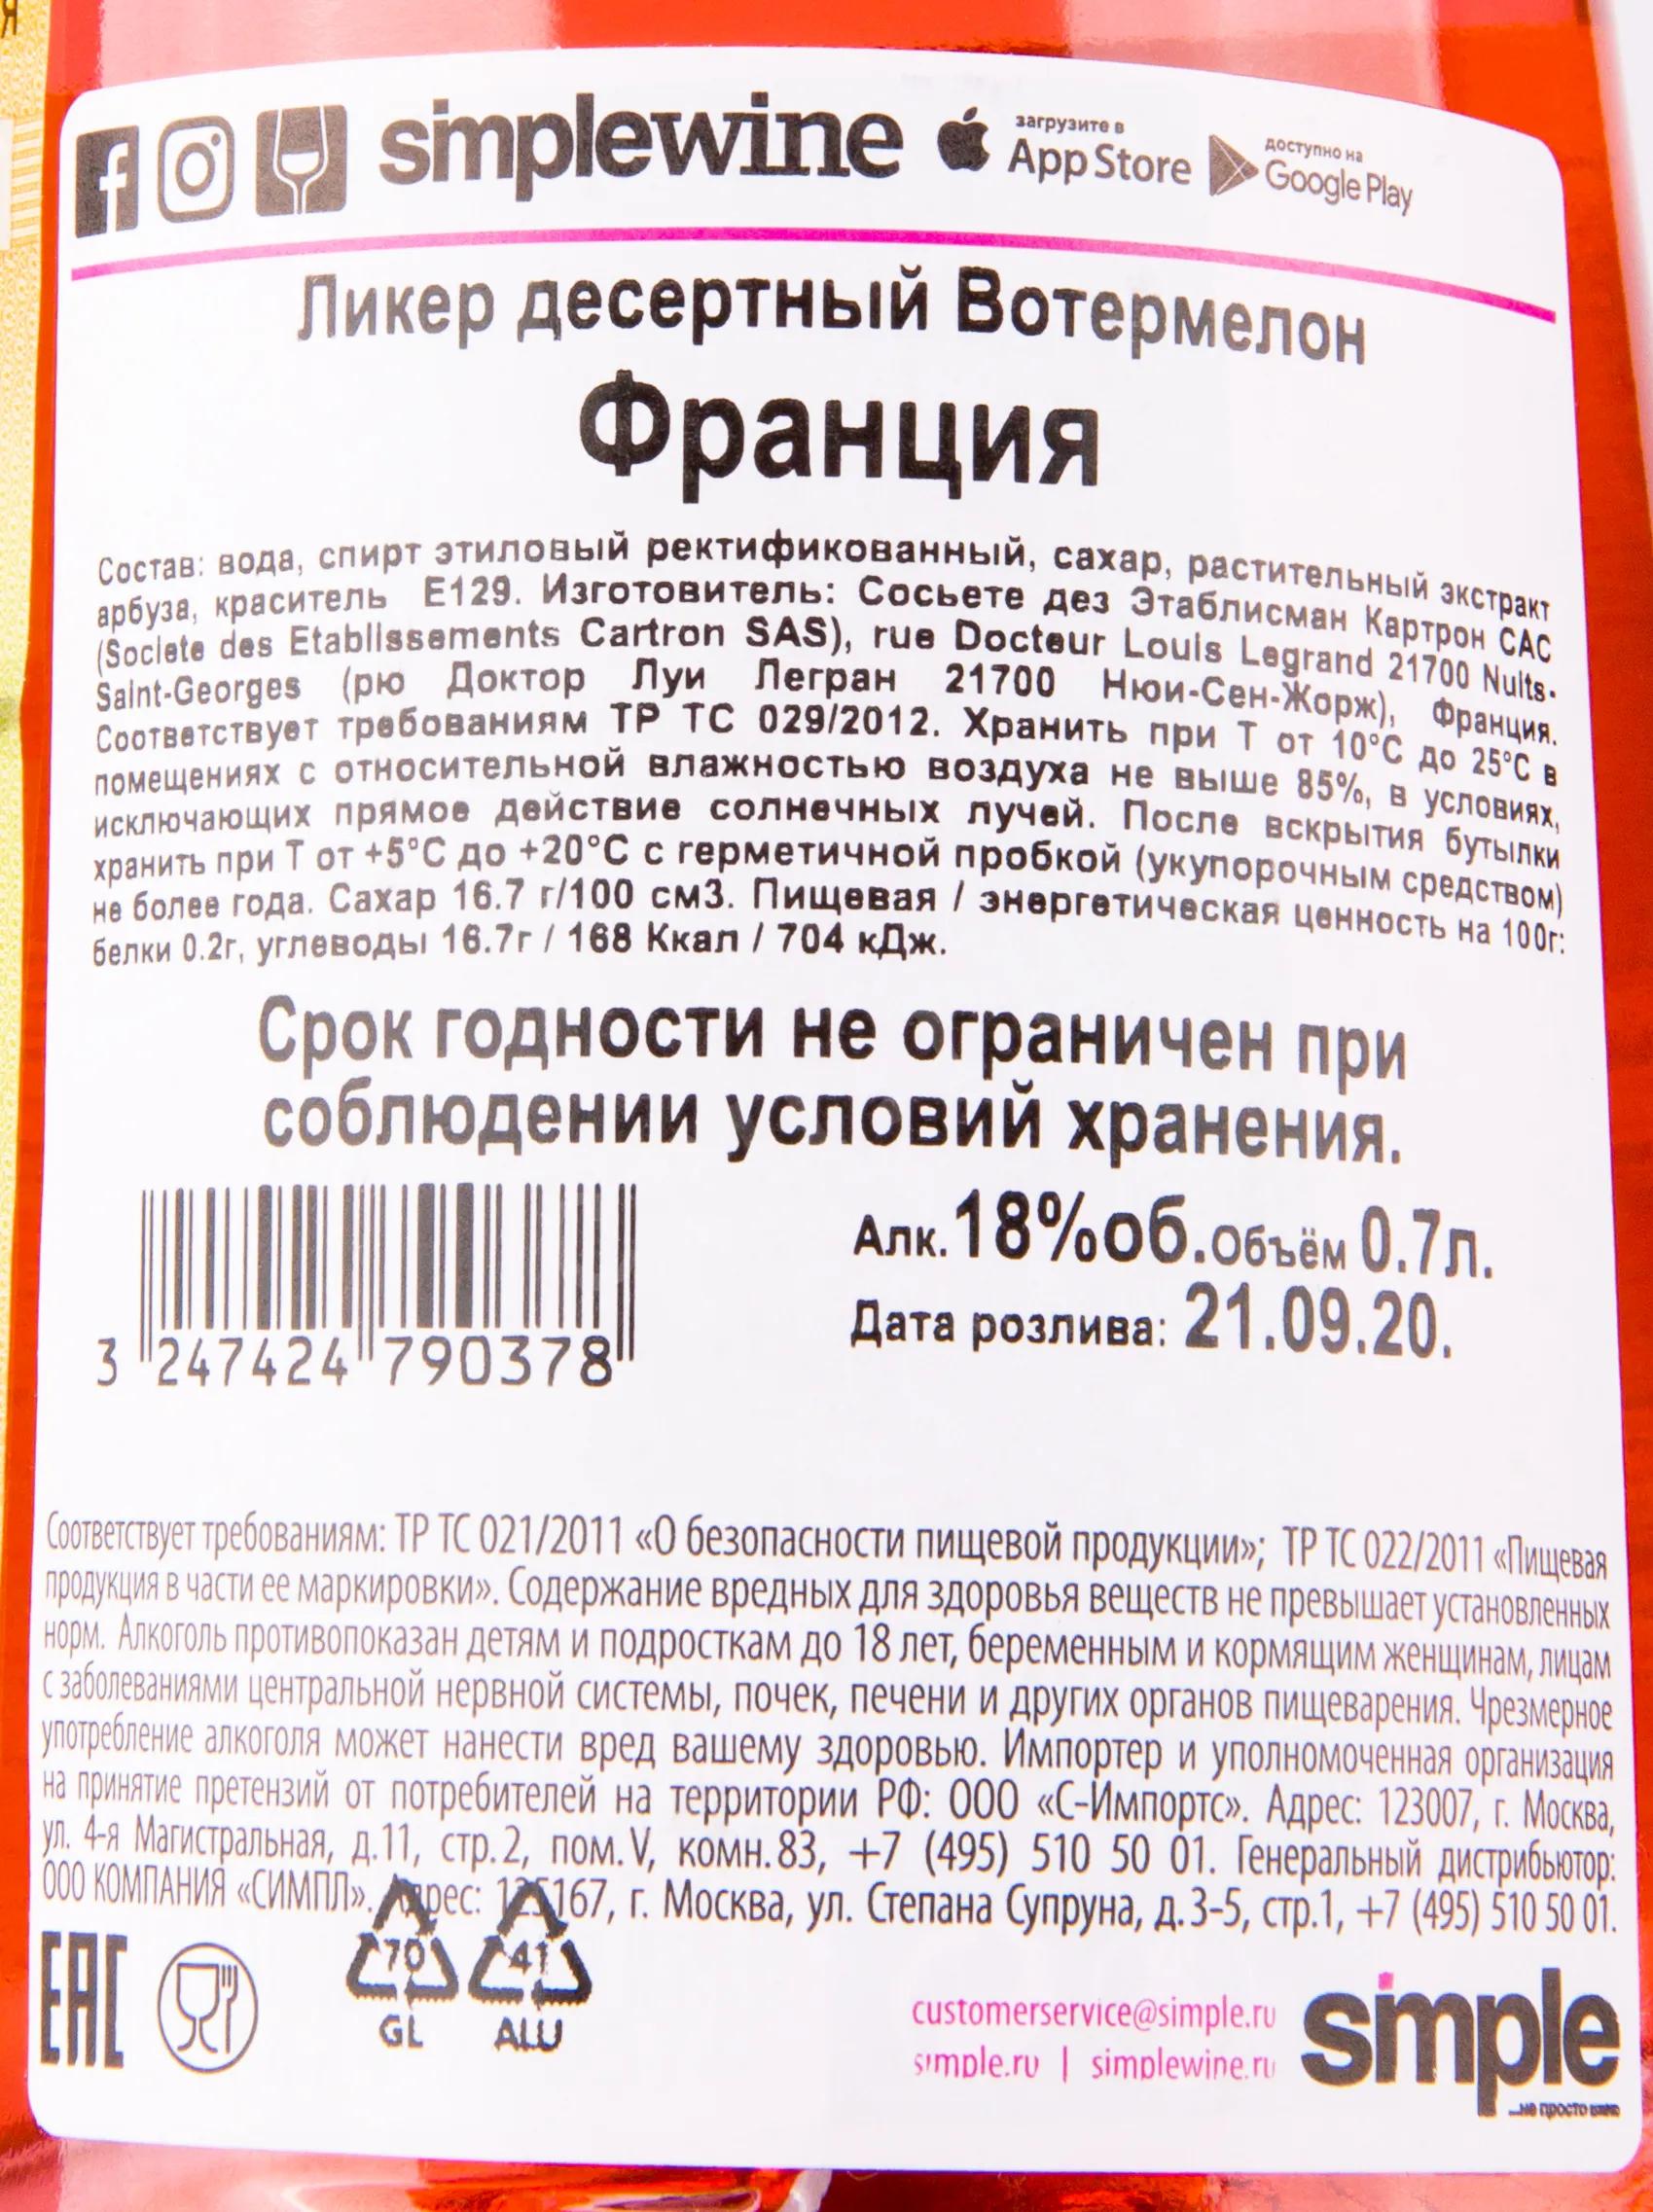 simplewine
загрузите в
App Store
доступно на
Google Play
Ликер десертный Вотермелон
Франция
Состав: вода, спирт этиловый ректификованный, сахар, растительный экстракт
арбуза, краситель E129. Изготовитель: Сосьете дез Этаблисман Картрон САС
(Societe des Etablissements Cartron SAS), rue Docteur Louis Legrand 21700 Nuits-
Saint-Georges (рю Доктор Луи Легран 21700 Нюи-Сен-Жорж), Франция.
Соответствует требованиям ТР ТС 029/2012. Хранить при Т от 10°С до 25°С в
помещениях с относительной влажностью воздуха не выше 85%, в условиях,
исключающих прямое действие солнечных лучей. После вскрытия бутылки
хранить при Т от +5°С до +20°С с герметичной пробкой (укупорочным средством)
не более года. Сахар 16.7 г/100 см3. Пищевая / энергетическая ценность на 100г:
белки 0.2г, углеводы 16.7г / 168 Ккал / 704 кДж.
Срок годности не ограничен при
соблюдении условий хранения.
Алк. 18%об. Объём 0.7л.
Дата розлива: 21.09.20.
3 247424 790378
Соответствует требованиям: ТР ТС 021/2011 «О безопасности пищевой продукции»; ТР ТС 022/2011 «Пищевая
продукция в части ее маркировки». Содержание вредных для здоровья веществ не превышает установленных
норм. Алкоголь противопоказан детям и подросткам до 18 лет, беременным и кормящим женщинам, лицам
с заболеваниями центральной нервной системы, почек, печени и других органов пищеварения. Чрезмерное
употребление алкоголя может нанести вред вашему здоровью. Импортер и уполномоченная организация
на принятие претензий от потребителей на территории РФ: ООО «С-Импортс». Адрес: 123007, г. Москва,
ул. 4-я Магистральная, д.11, стр.2, пом.V, комн.83, +7 (495) 510 50 01. Генеральный дистрибьютор:
ООО КОМПАНИЯ «СИМПЛ». Адрес: 125167, г. Москва, ул. Степана Супруна, д.3-5, стр.1, +7 (495) 510 50 01.
EAC
70
GL
41
ALU
customerservice@simple.ru
simple.ru | simplewine.ru
simple
...не просто вино